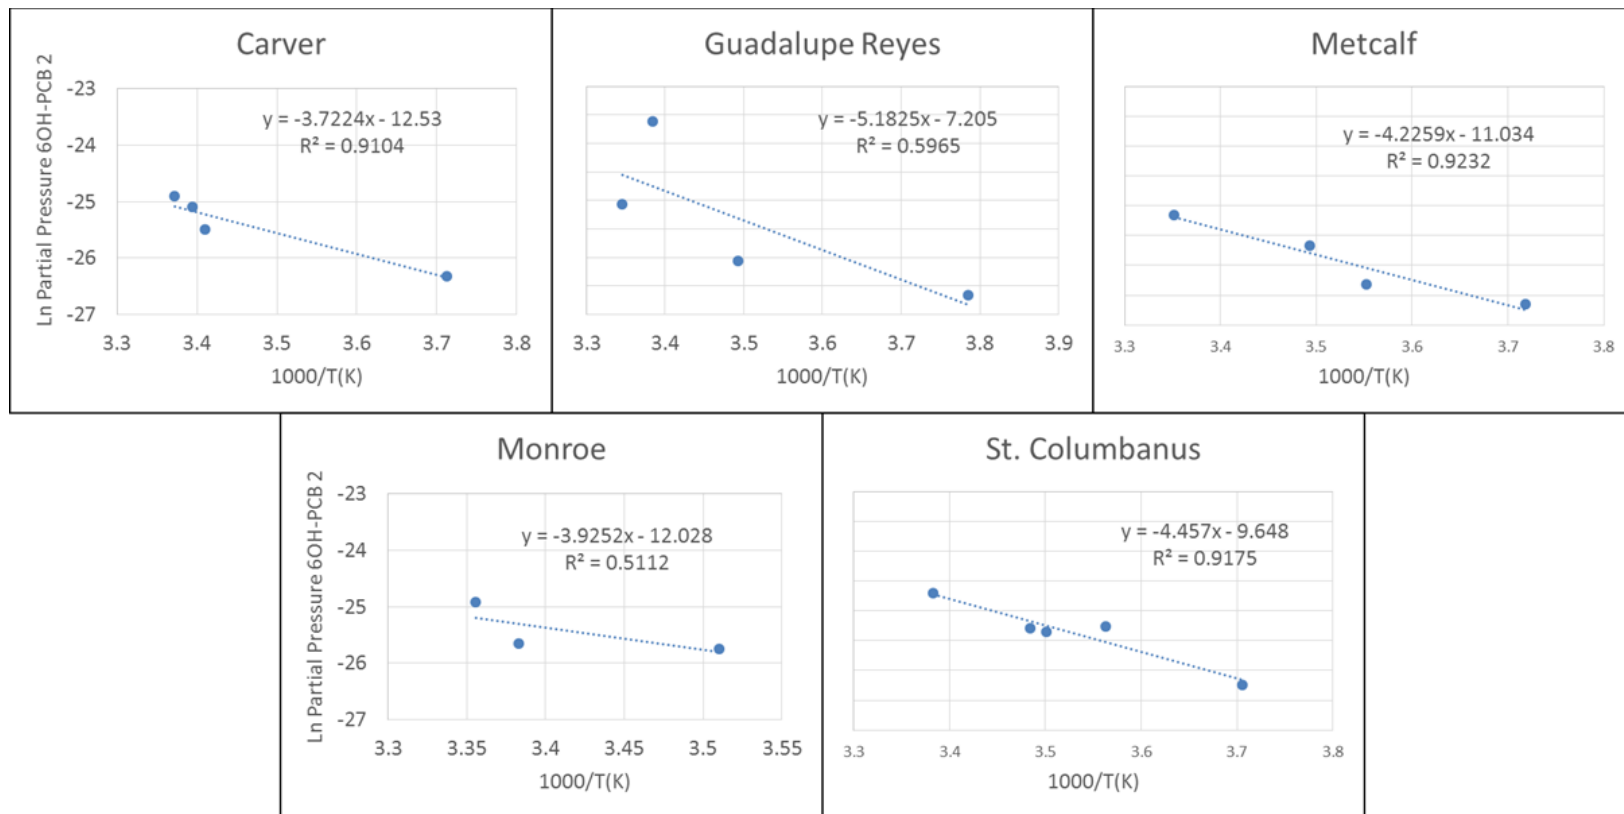 Carver
Ln Partial Pressure 6OH-PCB 2
-23
-24
-25
-26
-27
y = -3.7224x - 12.53
R² = 0.9104
3.3 3.4 3.5 3.6 3.7 3.8
1000/T(K)
Guadalupe Reyes
y = -5.1825x - 7.205
R² = 0.5965
3.3 3.4 3.5 3.6 3.7 3.8 3.9
1000/T(K)
Metcalf
y = -4.2259x - 11.034
R² = 0.9232
3.3 3.4 3.5 3.6 3.7 3.8
1000/T(K)
Monroe
Ln Partial Pressure 6OH-PCB 2
-23
-24
-25
-26
-27
y = -3.9252x - 12.028
R² = 0.5112
3.3 3.35 3.4 3.45 3.5 3.55
1000/T(K)
St. Columbanus
y = -4.457x - 9.648
R² = 0.9175
3.3 3.4 3.5 3.6 3.7 3.8
1000/T(K)